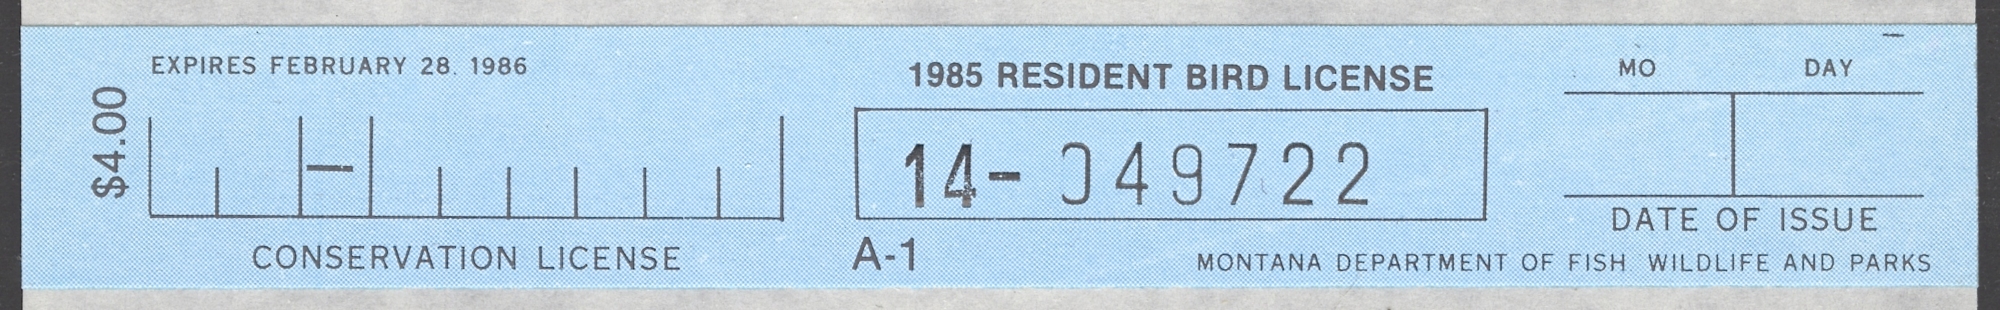 EXPIRES FEBRUARY 28. 1986
$4.00
CONSERVATION LICENSE
1985 RESIDENT BIRD LICENSE
14- 049722
A-1
MO DAY
DATE OF ISSUE
MONTANA DEPARTMENT OF FISH WILDLIFE AND PARKS